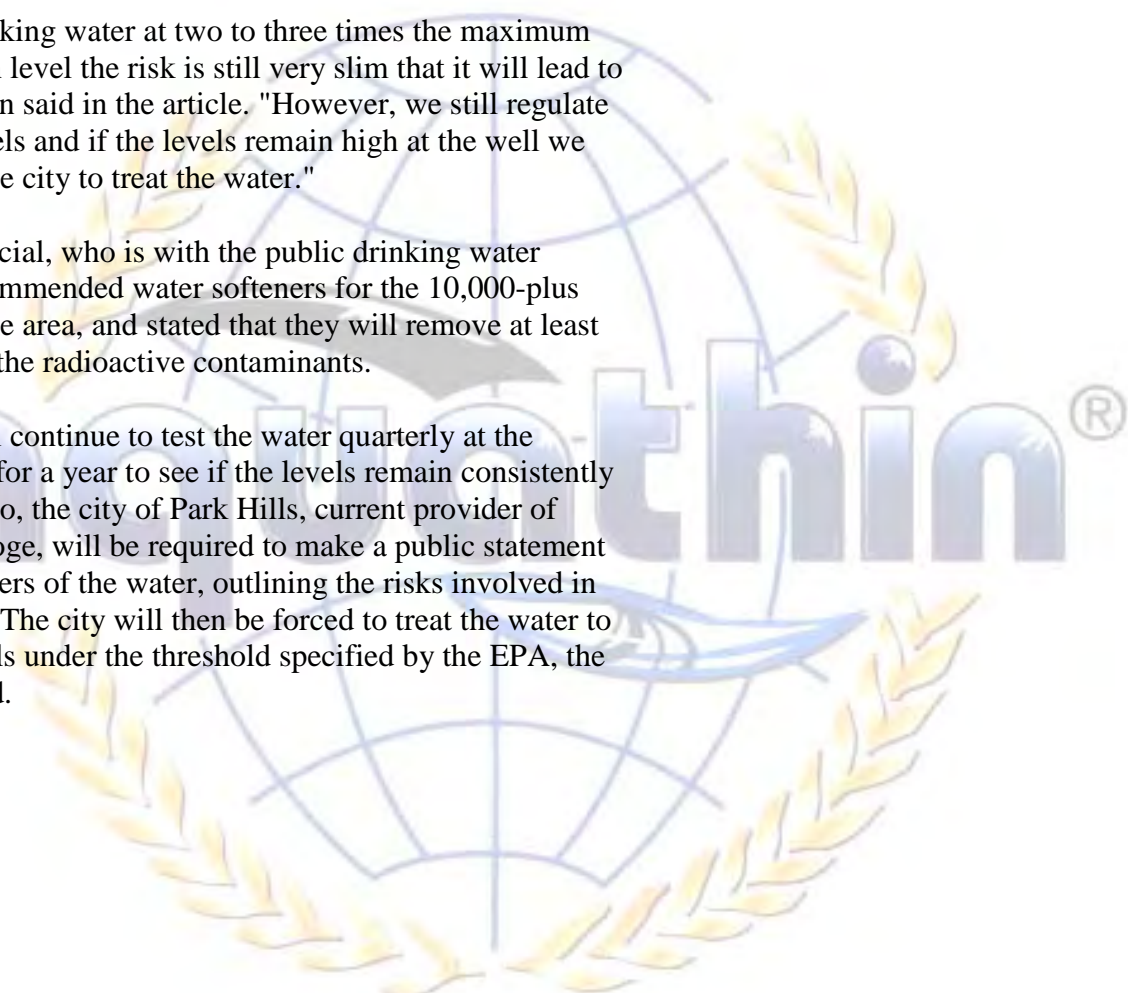 king water at two to three times the maximum
level the risk is still very slim that it will lead to
n said in the article. "However, we still regulate
els and if the levels remain high at the well we
e city to treat the water."
cial, who is with the public drinking water
mmended water softeners for the 10,000-plus
e area, and stated that they will remove at least
the radioactive contaminants.
continue to test the water quarterly at the
for a year to see if the levels remain consistently
o, the city of Park Hills, current provider of
oge, will be required to make a public statement
ers of the water, outlining the risks involved in
The city will then be forced to treat the water to
ls under the threshold specified by the EPA, the
d.
aquathin®